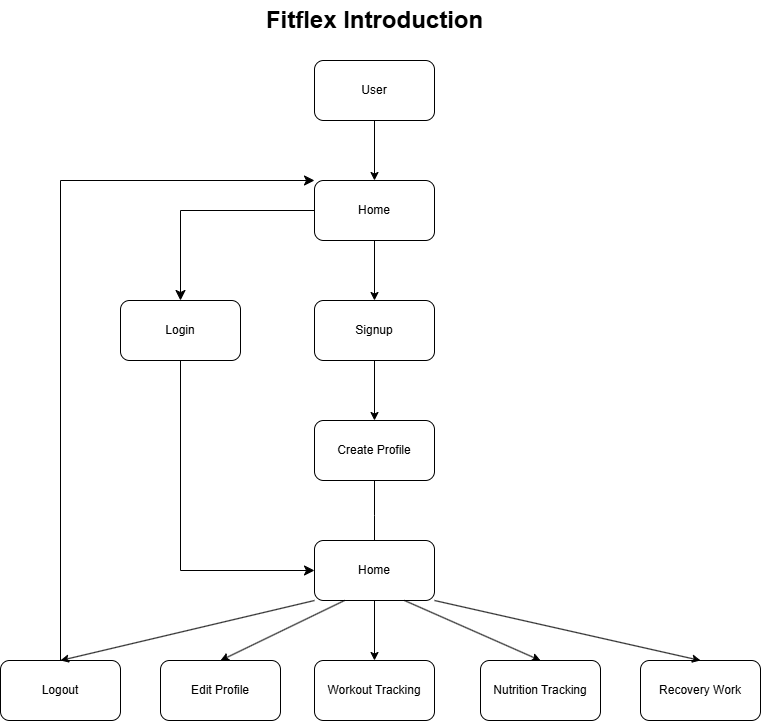 Fitflex Introduction
User
Home
Login
Signup
Create Profile
Home
Logout
Edit Profile
Workout Tracking
Nutrition Tracking
Recovery Work